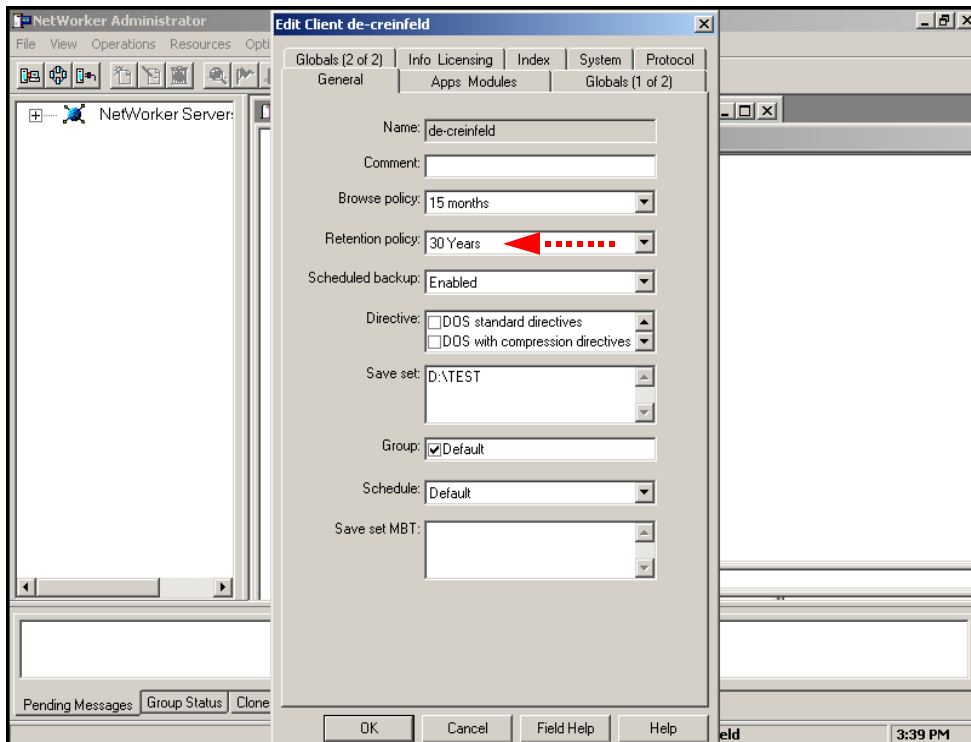 NetWorker Administrator
File View Operations Resources Opti
NetWorker Server:
Edit Client de-creinfeld
Globals (2 of 2) Info Licensing Index System Protocol
General Apps Modules Globals (1 of 2)
Name: de-creinfeld
Comment:
Browse policy: 15 months
Retention policy: 30 Years
Scheduled backup: Enabled
Directive: DOS standard directives
DOS with compression directives
Save set: D:\TEST
Group: Default
Schedule: Default
Save set MBT:
OK Cancel Field Help Help
Pending Messages Group Status Clone
eld 3:39 PM